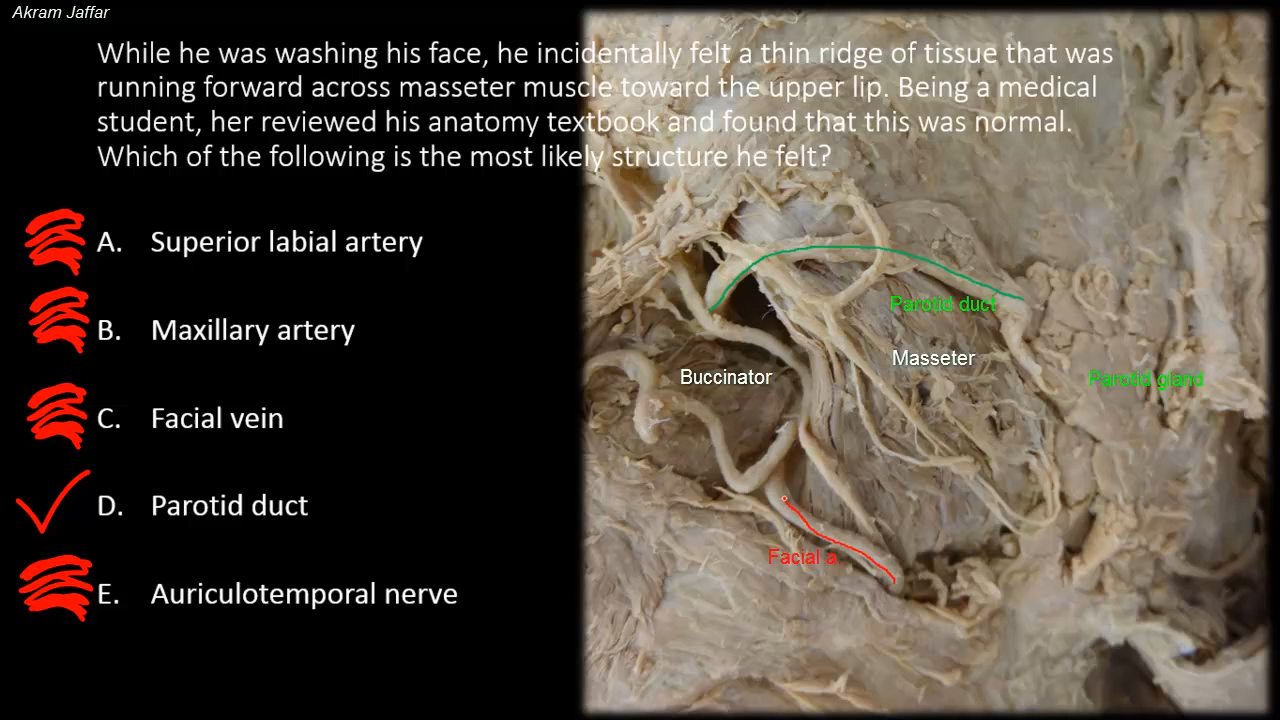 Akram Jaffar
While he was washing his face, he incidentally felt a thin ridge of tissue that was
running forward across masseter muscle toward the upper lip. Being a medical
student, her reviewed his anatomy textbook and found that this was normal.
Which of the following is the most likely structure he felt?
A. Superior labial artery
B. Maxillary artery
C. Facial vein
D. Parotid duct
E. Auriculotemporal nerve
Parotid duct
Masseter
Buccinator
Parotid gland
Facial a.